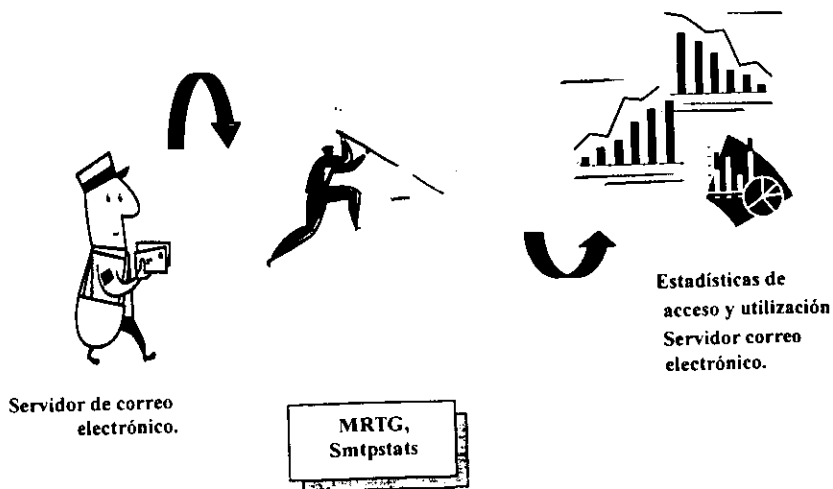 Servidor de correo
electrónico.
MRTG,
Smtpstats
Estadísticas de
acceso y utilización
Servidor correo
electrónico.